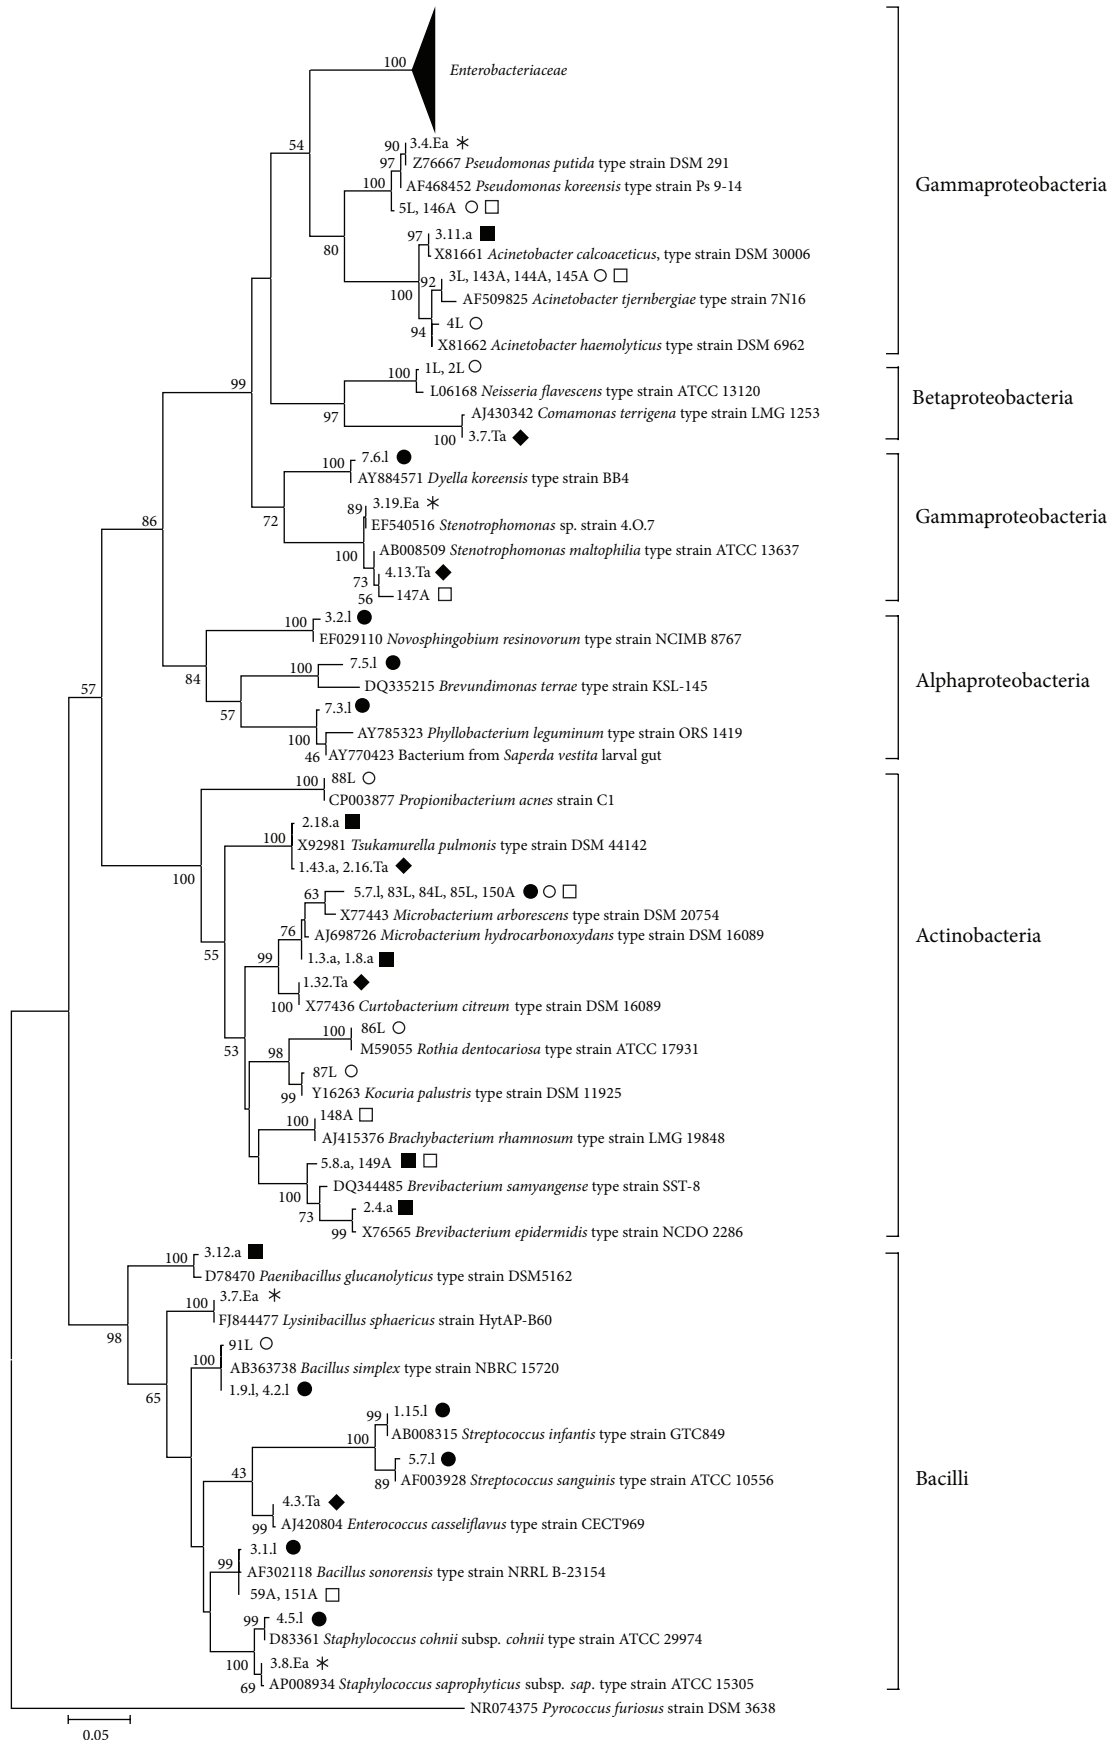 100
Enterobacteriaceae
90 3.4.Ea
54
97 Z76667 Pseudomonas putida type strain DSM 291
100 AF468452 Pseudomonas koreensis type strain Ps 9-14
Gammaproteobacteria
5L, 146A
97 3.11.a
80
X81661 Acinetobacter calcoaceticus, type strain DSM 30006
92 3L, 143A, 144A, 145A
100 AF509825 Acinetobacter tjernbergiae type strain 7N16
4L
94
X81662 Acinetobacter haemolyticus type strain DSM 6962
100 1L, 2L
99
L06168 Neisseria flavescens type strain ATCC 13120
Betaproteobacteria
97
AJ430342 Comamonas terrigena type strain LMG 1253
100 3.7.Ta
100 7.6.l
AY884571 Dyella koreensis type strain BB4
89 3.19.Ea
72
86
EF540516 Stenotrophomonas sp. strain 4.O.7
Gammaproteobacteria
100
AB008509 Stenotrophomonas maltophilia type strain ATCC 13637
73 4.13.Ta
56 147A
100 3.2.l
EF029110 Novosphingobium resinovorum type strain NCIMB 8767
100 7.5.l
84
DQ335215 Brevundimonas terrae type strain KSL-145
Alphaproteobacteria
57
57
7.3.l
AY785323 Phyllobacterium leguminum type strain ORS 1419
100
46 AY770423 Bacterium from Saperda vestita larval gut
100 88L
CP003877 Propionibacterium acnes strain C1
2.18.a
100
X92981 Tsukamurella pulmonis type strain DSM 44142
1.43.a, 2.16.Ta
100
63 5.7.l, 83L, 84L, 85L, 150A
X77443 Microbacterium arborescens type strain DSM 20754
76
AJ698726 Microbacterium hydrocarbonoxydans type strain DSM 16089
Actinobacteria
55
99 1.3.a, 1.8.a
1.32.Ta
100 X77436 Curtobacterium citreum type strain DSM 16089
100 86L
53
98
M59055 Rothia dentocariosa type strain ATCC 17931
87L
99 Y16263 Kocuria palustris type strain DSM 11925
100 148A
AJ415376 Brachybacterium rhamnosum type strain LMG 19848
5.8.a, 149A
DQ344485 Brevibacterium samyangense type strain SST-8
100
2.4.a
73
99 X76565 Brevibacterium epidermidis type strain NCDO 2286
100 3.12.a
D78470 Paenibacillus glucanolyticus type strain DSM5162
100 3.7.Ea
FJ844477 Lysinibacillus sphaericus strain HytAP-B60
98
91L
100
AB363738 Bacillus simplex type strain NBRC 15720
1.9.l, 4.2.l
65
99 1.15.l
AB008315 Streptococcus infantis type strain GTC849
100
5.7.l
43
89 AF003928 Streptococcus sanguinis type strain ATCC 10556
Bacilli
4.3.Ta
99 AJ420804 Enterococcus casseliflavus type strain CECT969
3.1.l
99
AF302118 Bacillus sonorensis type strain NRRL B-23154
59A, 151A
99 4.5.l
D83361 Staphylococcus cohnii subsp. cohnii type strain ATCC 29974
100 3.8.Ea
69 AP008934 Staphylococcus saprophyticus subsp. sap. type strain ATCC 15305
NR074375 Pyrococcus furiosus strain DSM 3638
0.05